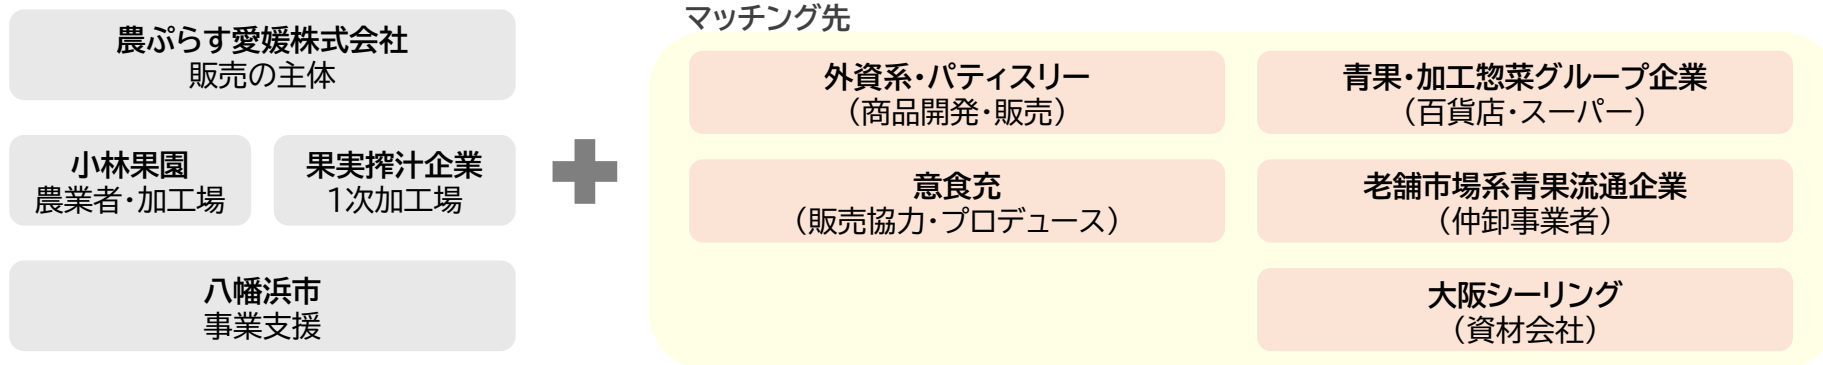 農ぷらす愛媛株式会社
販売の主体
小林果園
農業者・加工場
果実搾汁企業
1次加工場
八幡浜市
事業支援
マッチング先
外資系・パティスリー
（商品開発・販売）
青果・加工惣菜グループ企業
（百貨店・スーパー）
意食充
（販売協力・プロデュース）
老舗市場系青果流通企業
（仲卸事業者）
大阪シーリング
（資材会社）